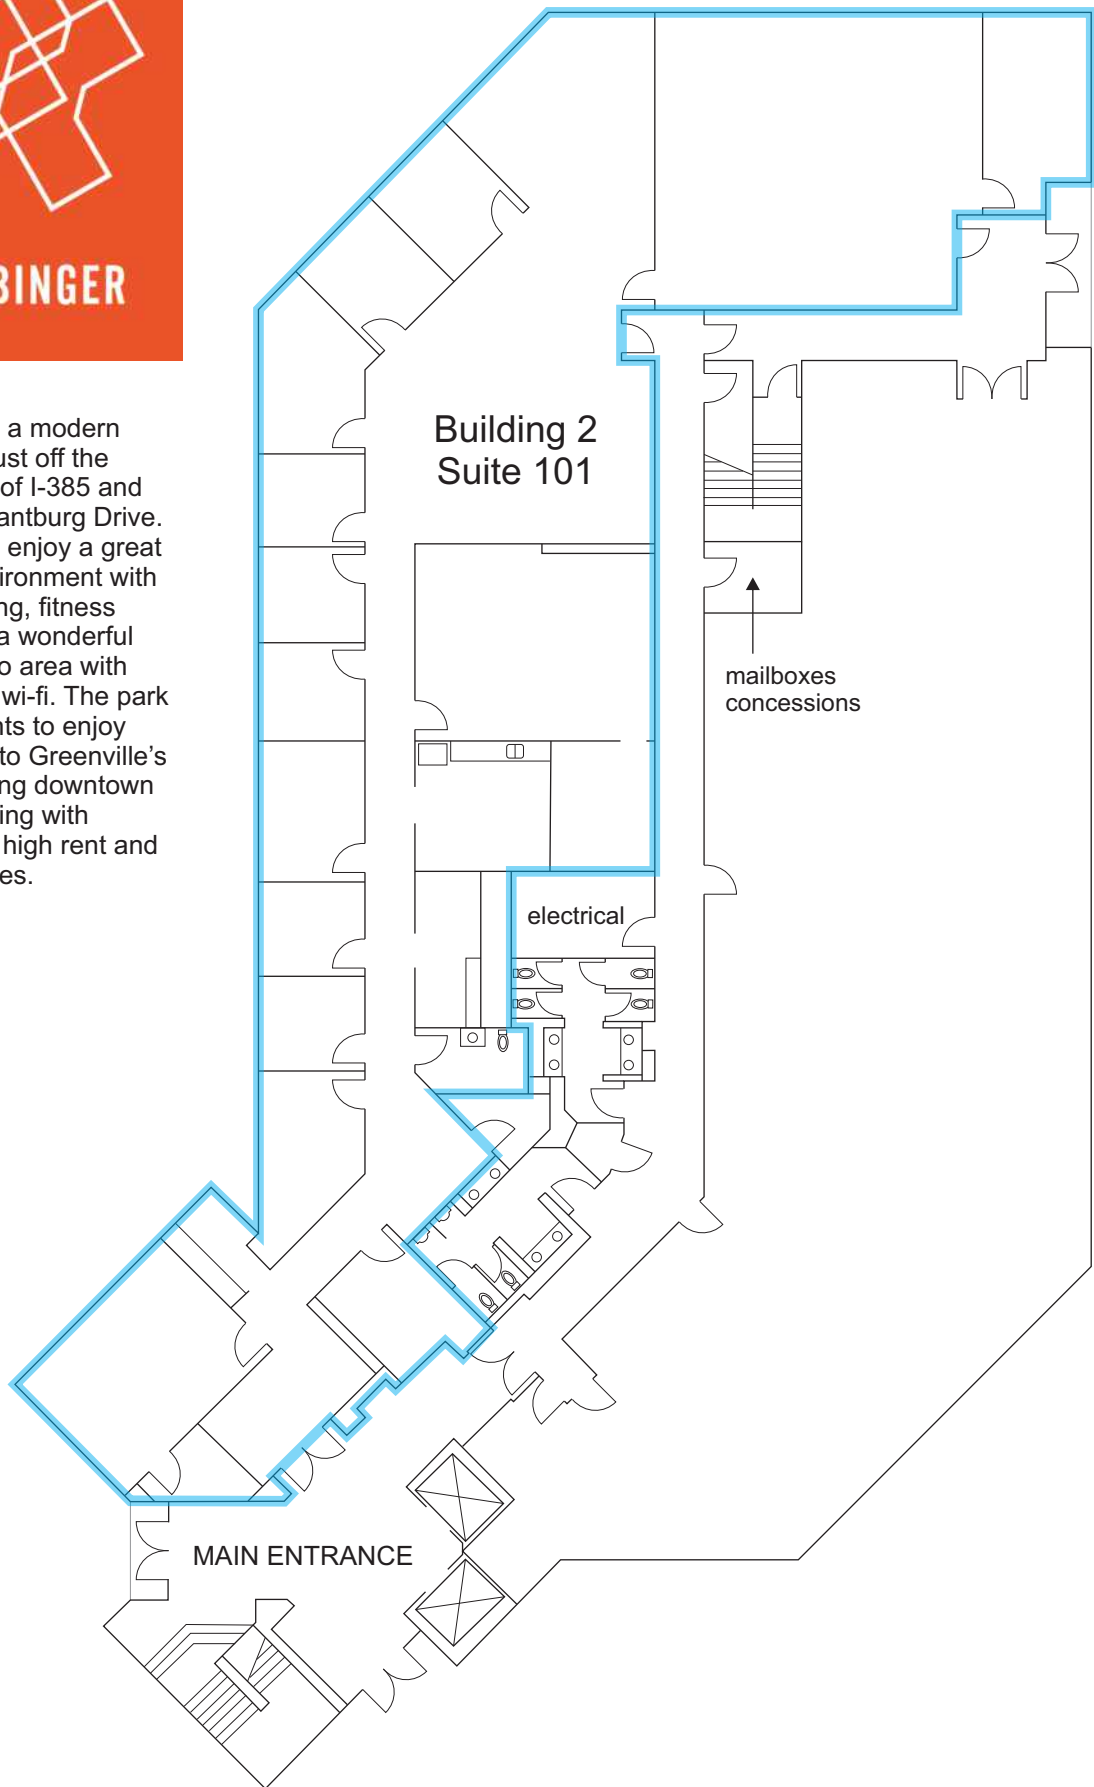 BINGER
a modern
ust off the
of I-385 and
antburg Drive.
enjoy a great
ironment with
ng, fitness
a wonderful
o area with
wi-fi. The park
nts to enjoy
to Greenville's
ng downtown
ing with
high rent and
es.
Building 2
Suite 101
mailboxes
concessions
electrical
MAIN ENTRANCE